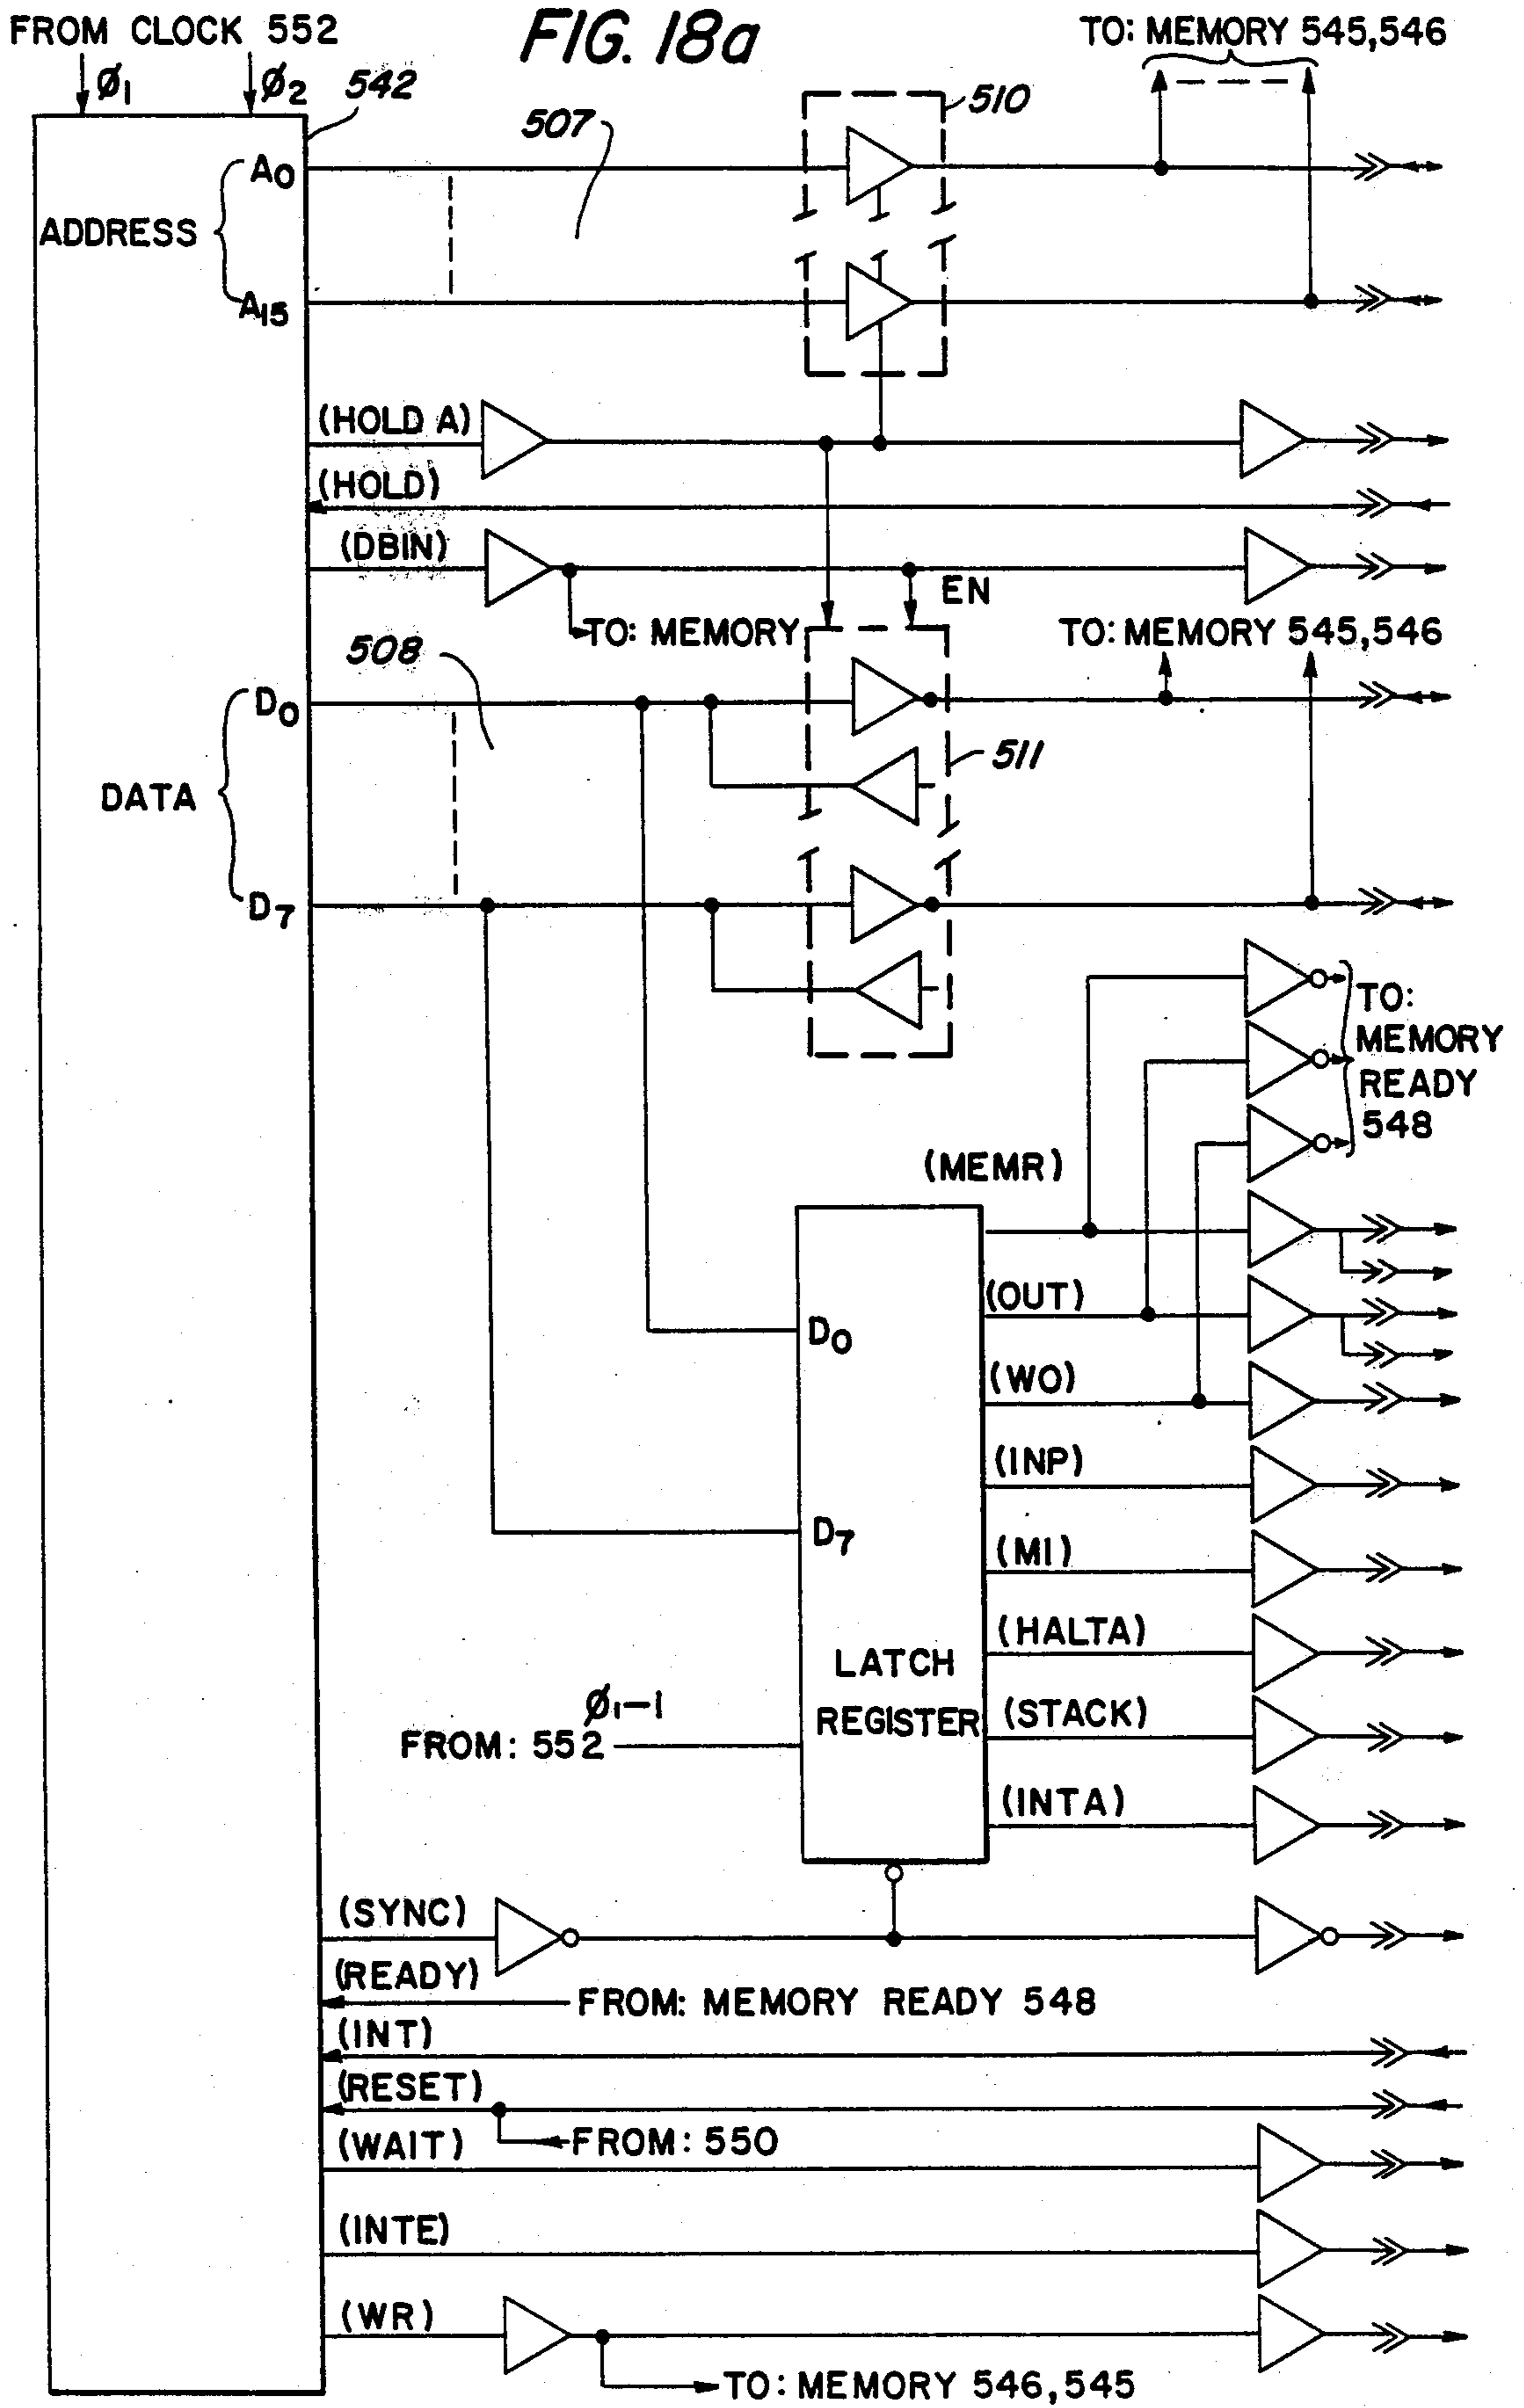 FROM CLOCK 552
FIG. 18a
TO: MEMORY 545,546
Ø1
Ø2
542
507
510
A0
ADDRESS
A15
(HOLD A)
(HOLD)
(DBIN)
EN
TO: MEMORY
TO: MEMORY 545,546
508
D0
511
DATA
D7
TO:
MEMORY
READY
548
(MEMR)
(OUT)
D0
(WO)
(INP)
D7
(MI)
(HALTA)
LATCH
REGISTER
Ø1-1
(STACK)
FROM: 552
(INTA)
(SYNC)
(READY)
FROM: MEMORY READY 548
(INT)
(RESET)
FROM: 550
(WAIT)
(INTE)
(WR)
TO: MEMORY 546,545